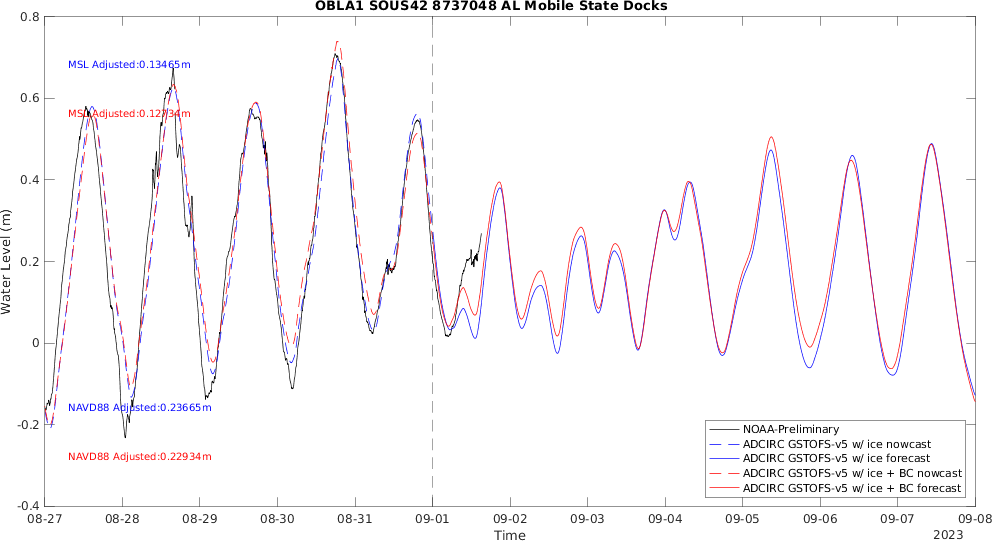 OBLA1 SOUS42 8737048 AL Mobile State Docks
0.8
0.6
0.4
0.2
0
-0.2
-0.4
Water Level (m)
MSL Adjusted:0.13465m
MSL Adjusted:0.12734m
NAVD88 Adjusted:0.23665m
NAVD88 Adjusted:0.22934m
NOAA-Preliminary
ADCIRC GSTOFS-v5 w/ ice nowcast
ADCIRC GSTOFS-v5 w/ ice forecast
ADCIRC GSTOFS-v5 w/ ice + BC nowcast
ADCIRC GSTOFS-v5 w/ ice + BC forecast
08-27 08-28 08-29 08-30 08-31 09-01 09-02 09-03 09-04 09-05 09-06 09-07 09-08
Time
2023